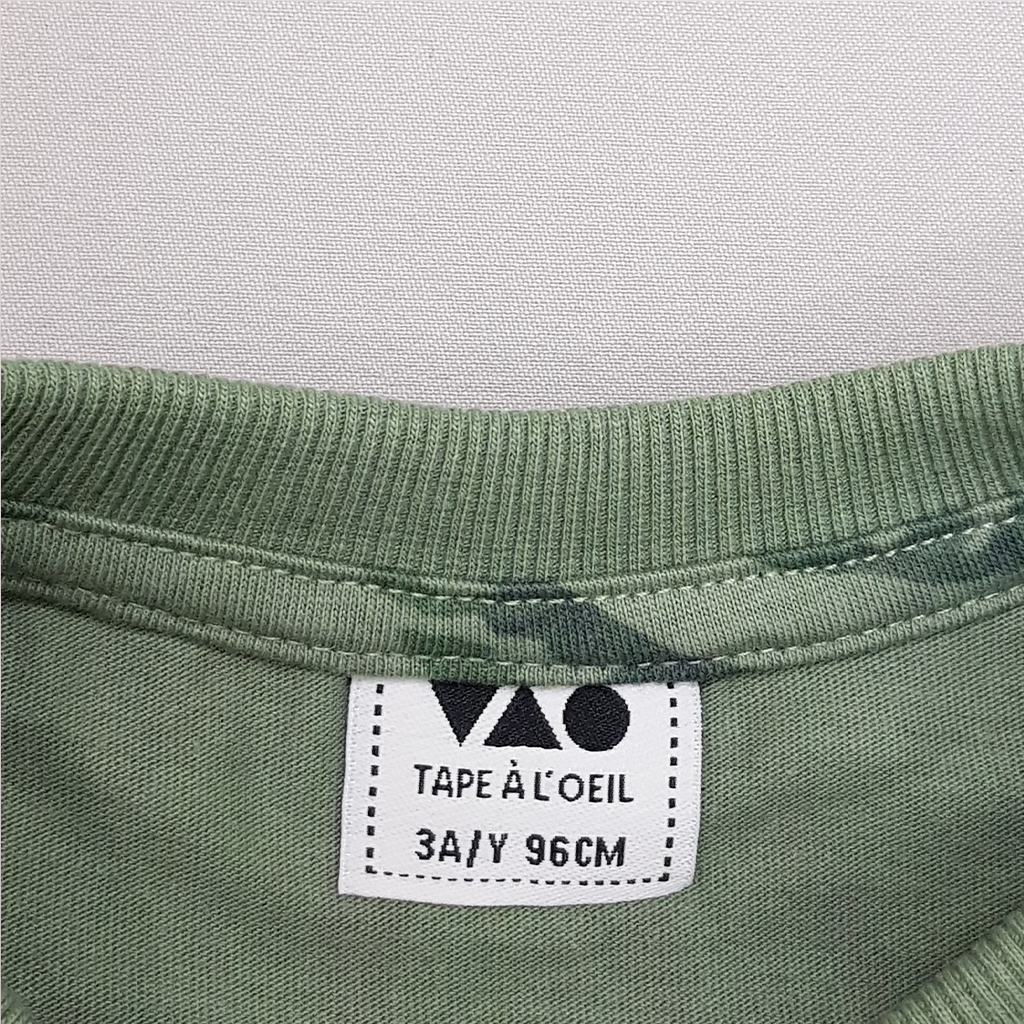 TAPE À L'OEIL
3A/Y 96CM